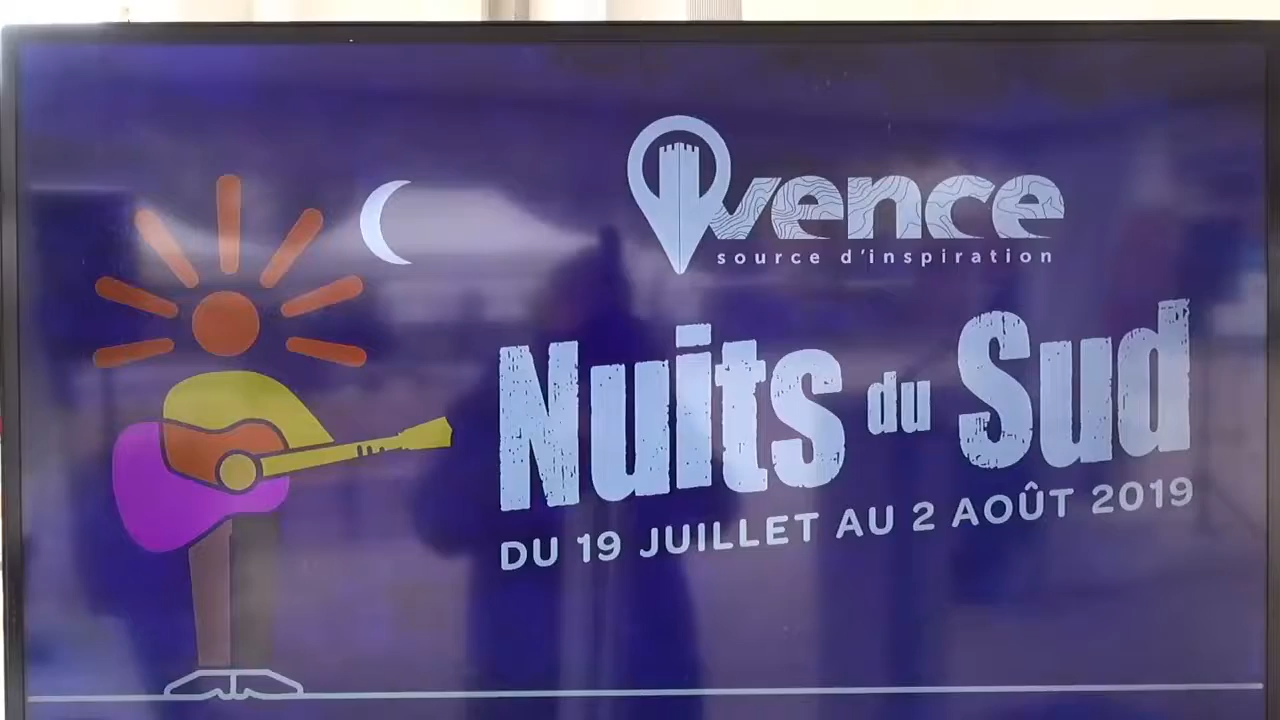 vence
source d'inspiration
Nuits du Sud
DU 19 JUILLET AU 2 AOÛT 2019